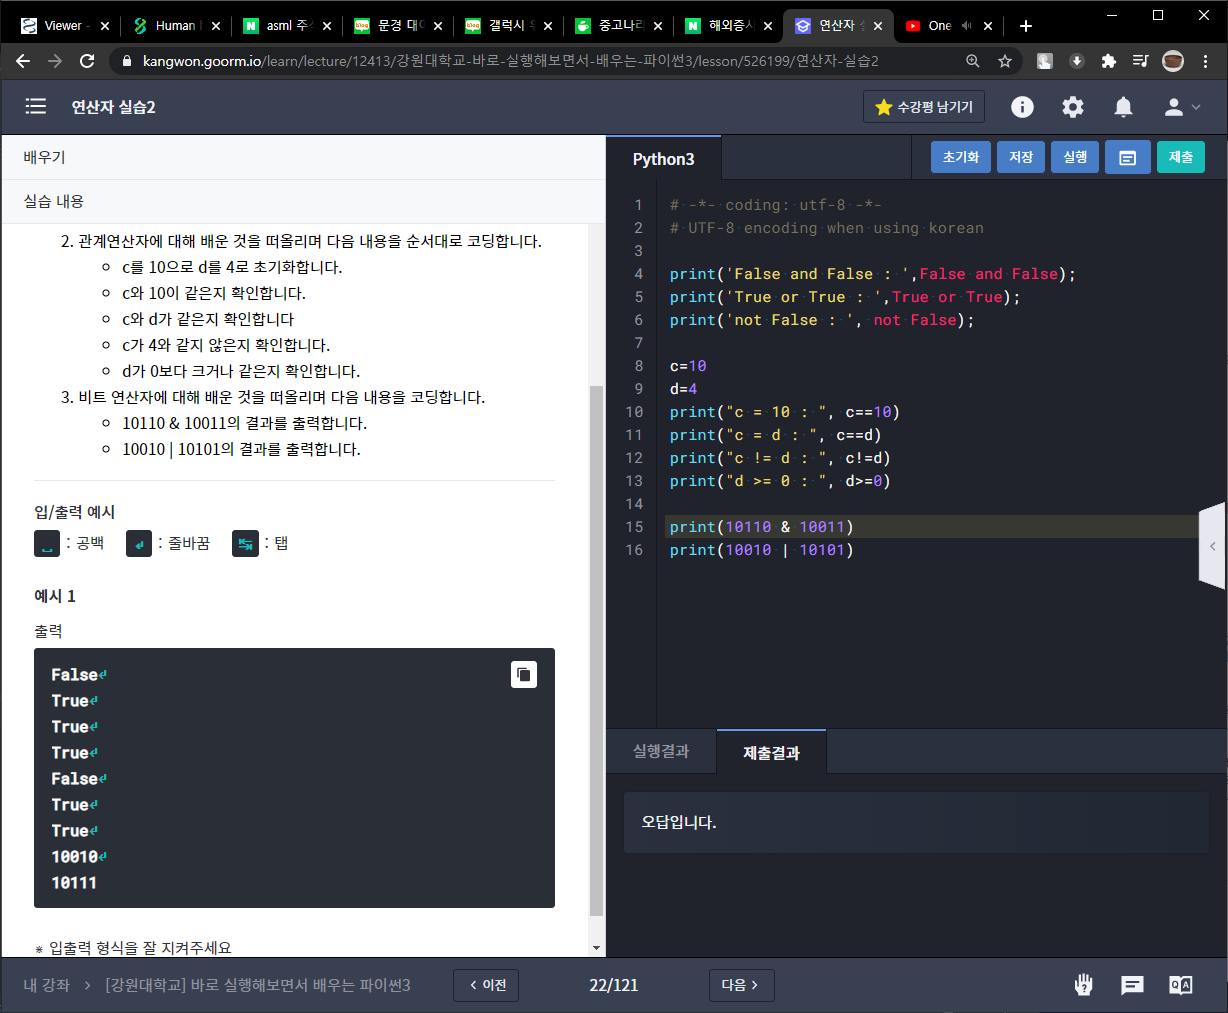 Viewer -
Human
asml 주
문경 대
갤럭시
중고나
해외증시
연산자
One
kangwon.goorm.io/learn/lecture/12413/강원대학교-바로-실행해보면서-배우는-파이썬3/lesson/526199/연산자-실습2
연산자 실습2
수강평 남기기
배우기
실습 내용
2. 관계연산자에 대해 배운 것을 떠올리며 다음 내용을 순서대로 코딩합니다.
c를 10으로 d를 4로 초기화합니다.
c와 10이 같은지 확인합니다.
c와 d가 같은지 확인합니다
c가 4와 같지 않은지 확인합니다.
d가 0보다 크거나 같은지 확인합니다.
3. 비트 연산자에 대해 배운 것을 떠올리며 다음 내용을 코딩합니다.
10110 & 10011의 결과를 출력합니다.
10010 | 10101의 결과를 출력합니다.
입/출력 예시
: 공백 : 줄바꿈 : 탭
예시 1
출력
False
True
True
True
False
True
True
10010
10111
※ 입출력 형식을 잘 지켜주세요
Python3
초기화
저장
실행
제출
1 # -*- coding: utf-8 -*-
2 # UTF-8 encoding when using korean
3
4 print('False and False : ',False and False);
5 print('True or True : ',True or True);
6 print('not False : ', not False);
7
8 c=10
9 d=4
10 print("c = 10 : ", c==10)
11 print("c = d : ", c==d)
12 print("c != d : ", c!=d)
13 print("d >= 0 : ", d>=0)
14
15 print(10110 & 10011)
16 print(10010 | 10101)
실행결과
제출결과
오답입니다.
내 강좌 > [강원대학교] 바로 실행해보면서 배우는 파이썬3
< 이전
22/121
다음 >